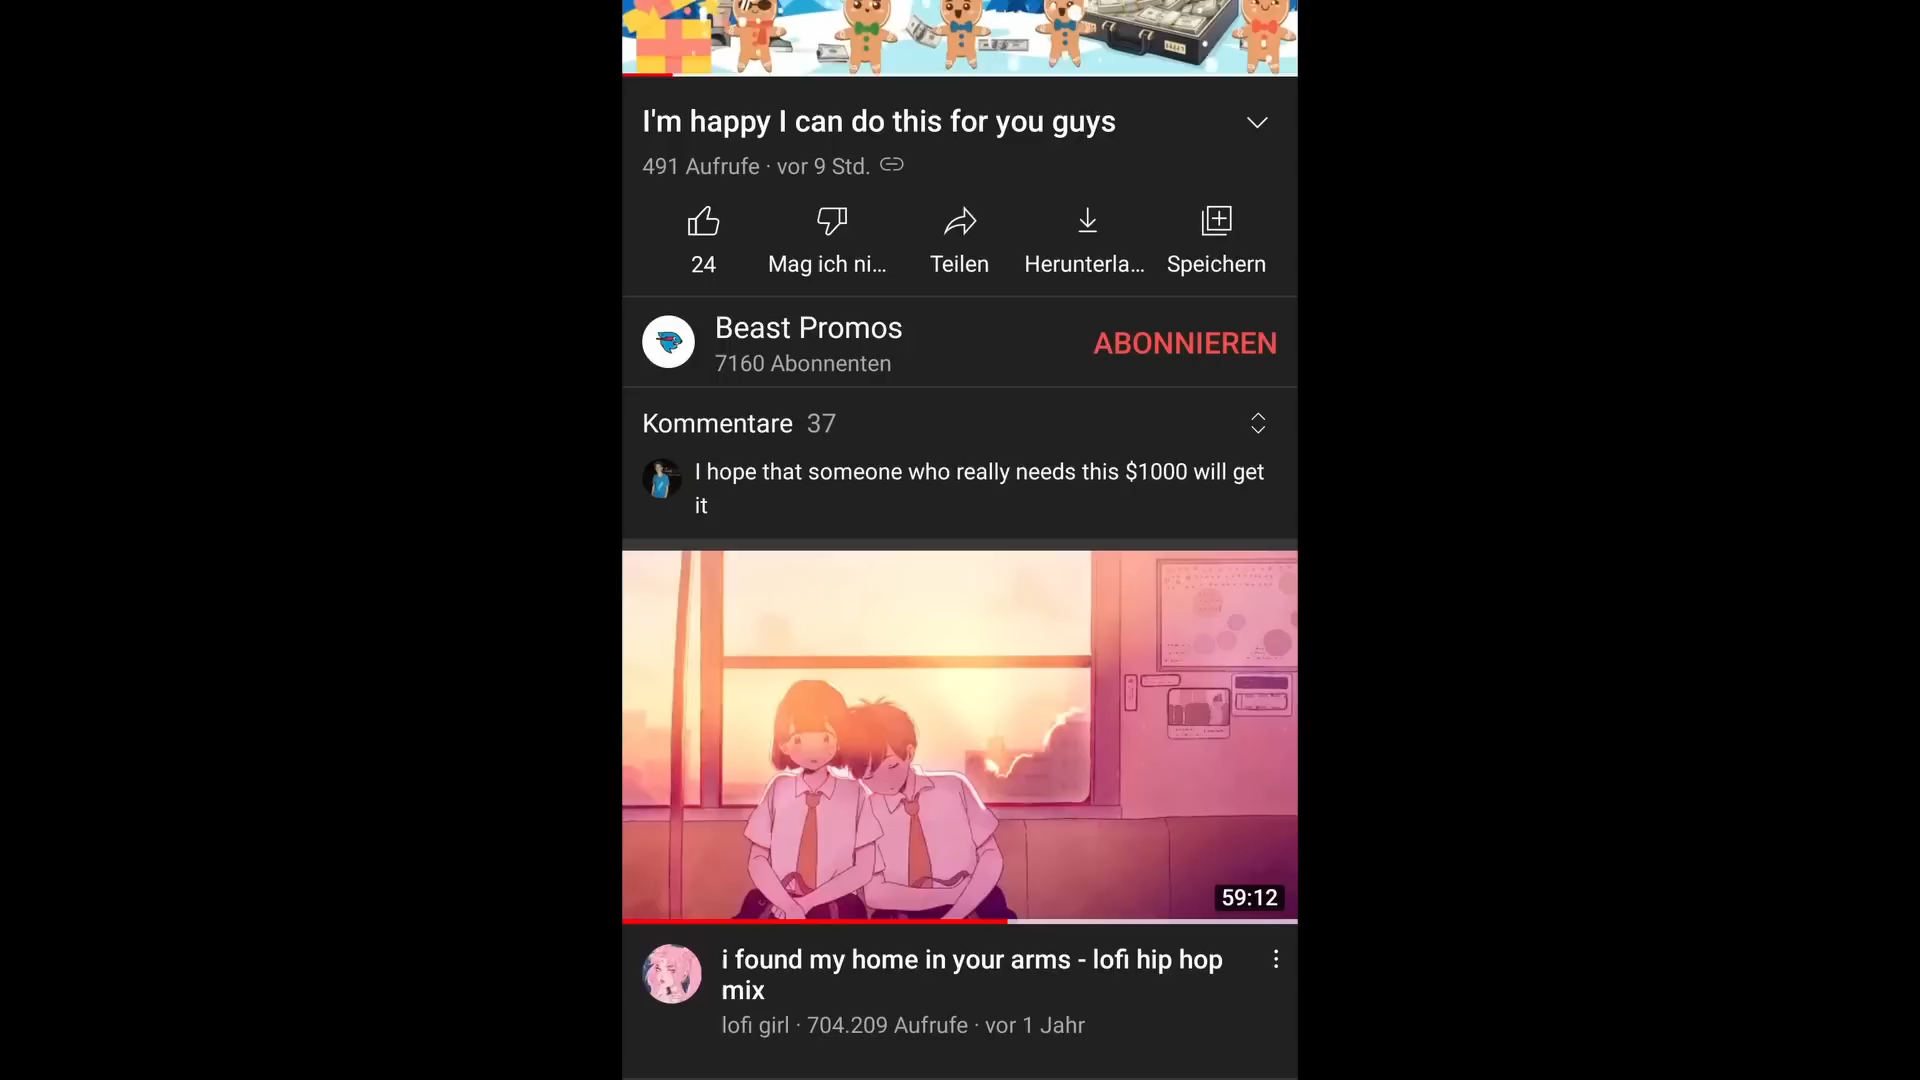 I'm happy I can do this for you guys
491 Aufrufe · vor 9 Std.
24
Mag ich ni...
Teilen
Herunterla...
Speichern
Beast Promos
7160 Abonnenten
ABONNIEREN
Kommentare 37
I hope that someone who really needs this $1000 will get
it
59:12
i found my home in your arms - lofi hip hop
mix
lofi girl · 704.209 Aufrufe · vor 1 Jahr